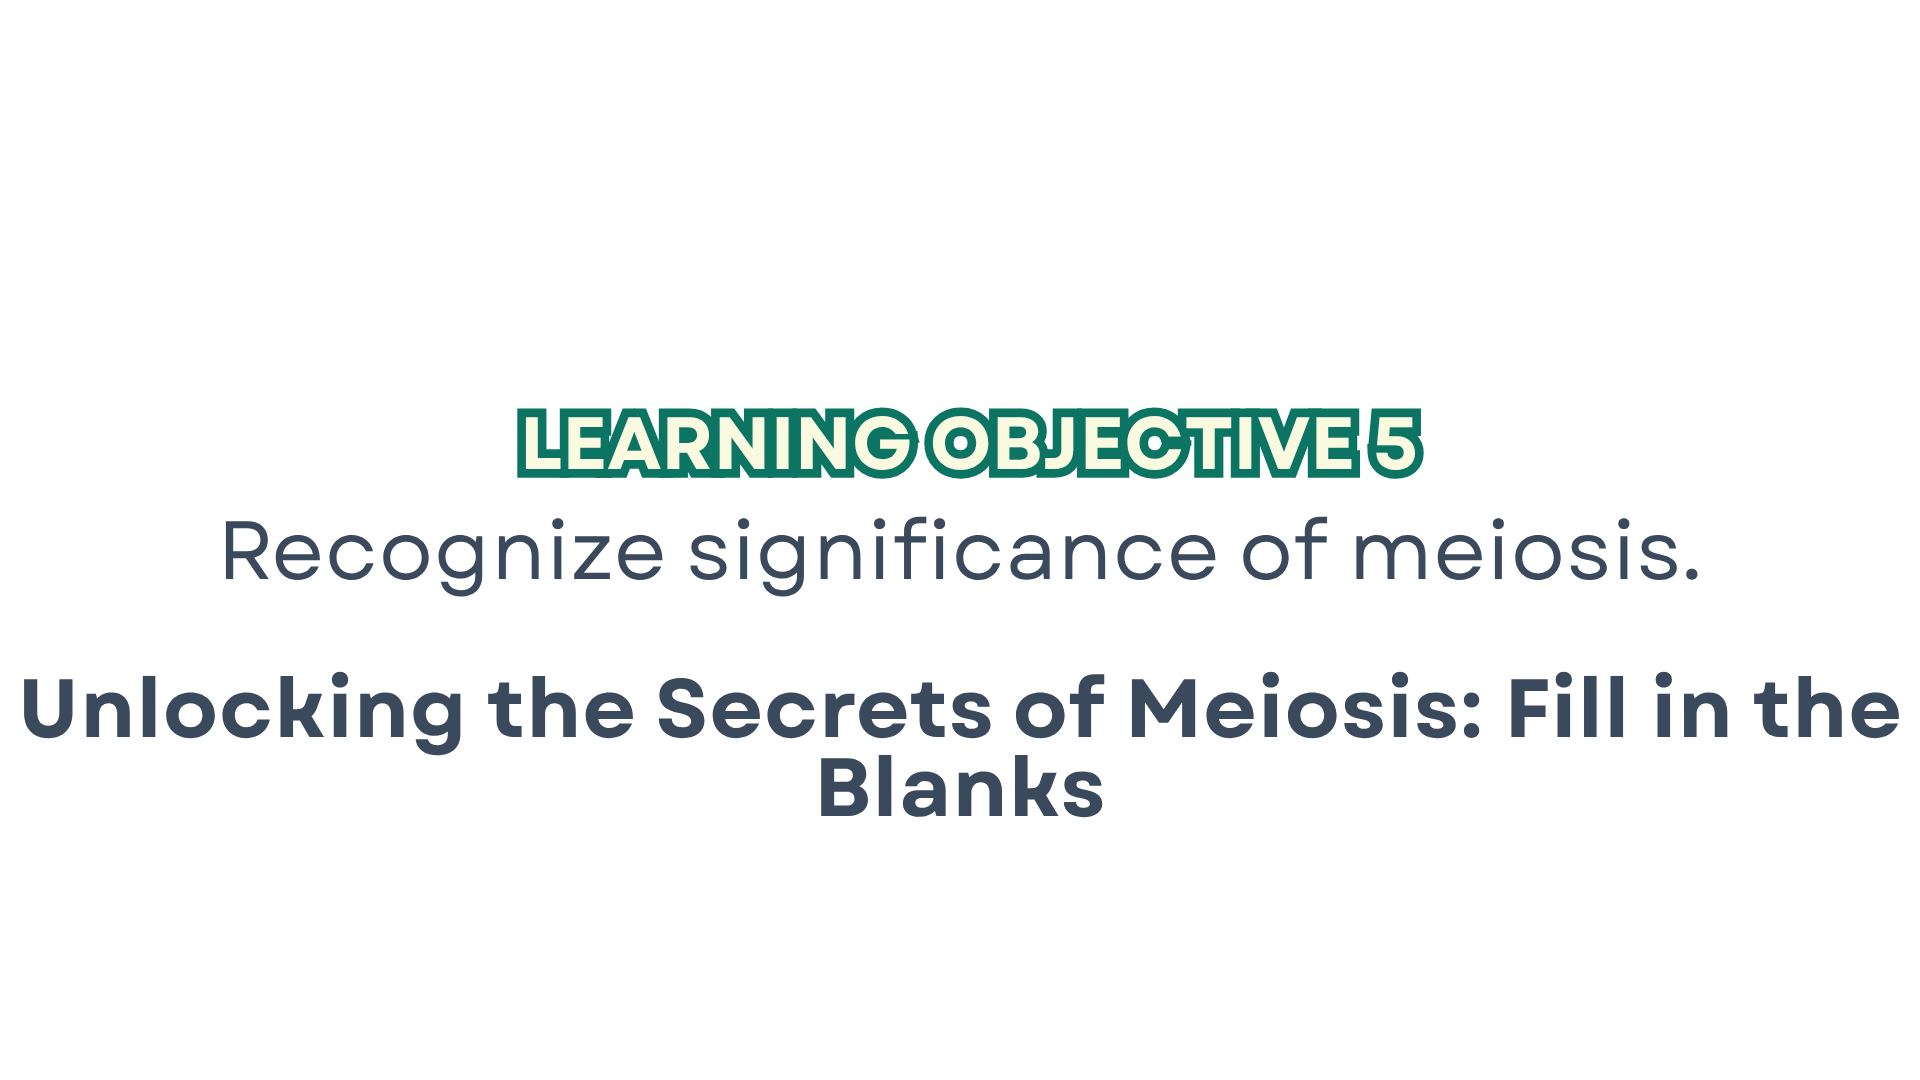 LEARNING OBJECTIVE 5
Recognize significance of meiosis.
Unlocking the Secrets of Meiosis: Fill in the
Blanks